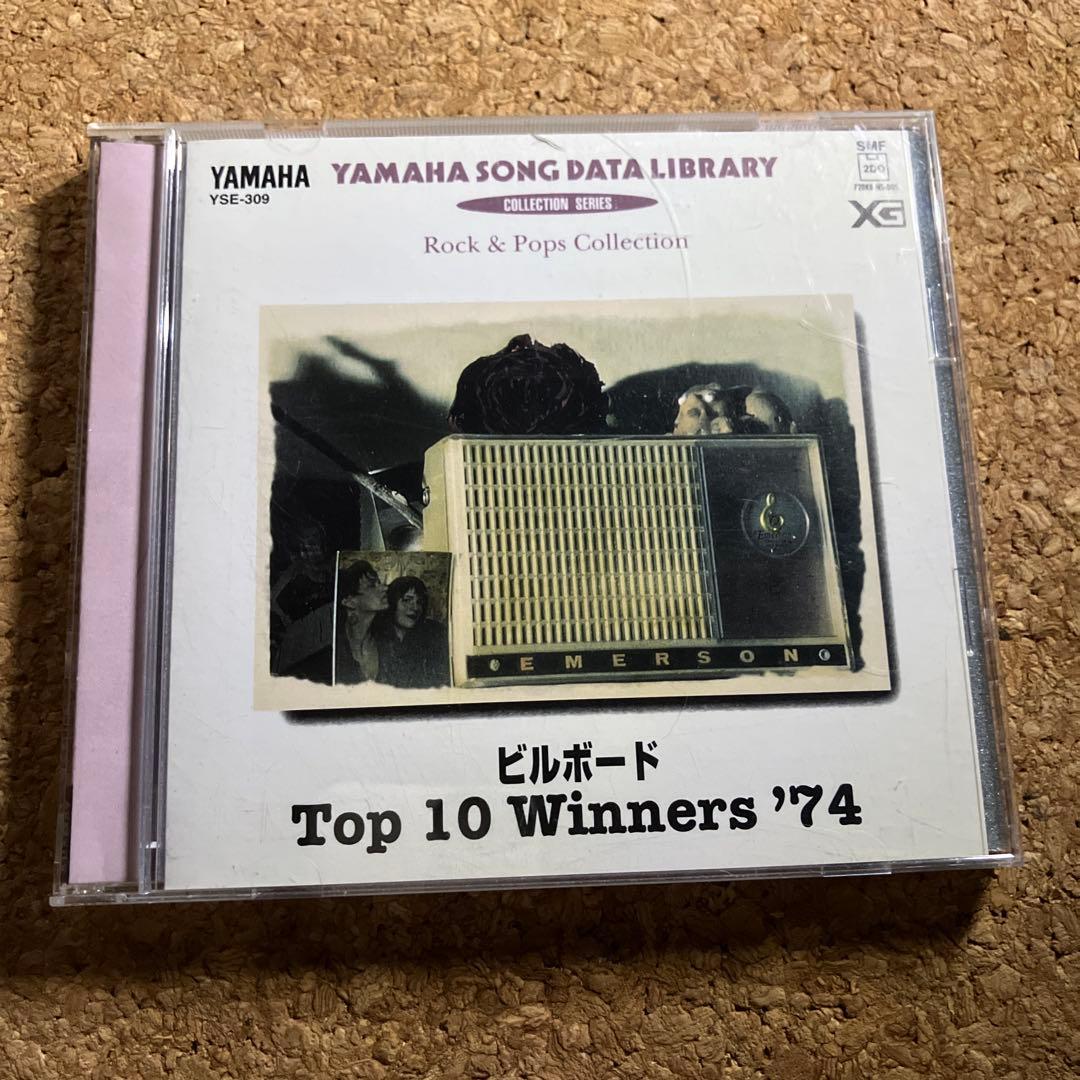 YAMAHA
YSE-309
YAMAHA SONG DATA LIBRARY
COLLECTION SERIES
Rock & Pops Collection
SMF
2DD
XG
EMERSON
ビルボード
Top 10 Winners ’74